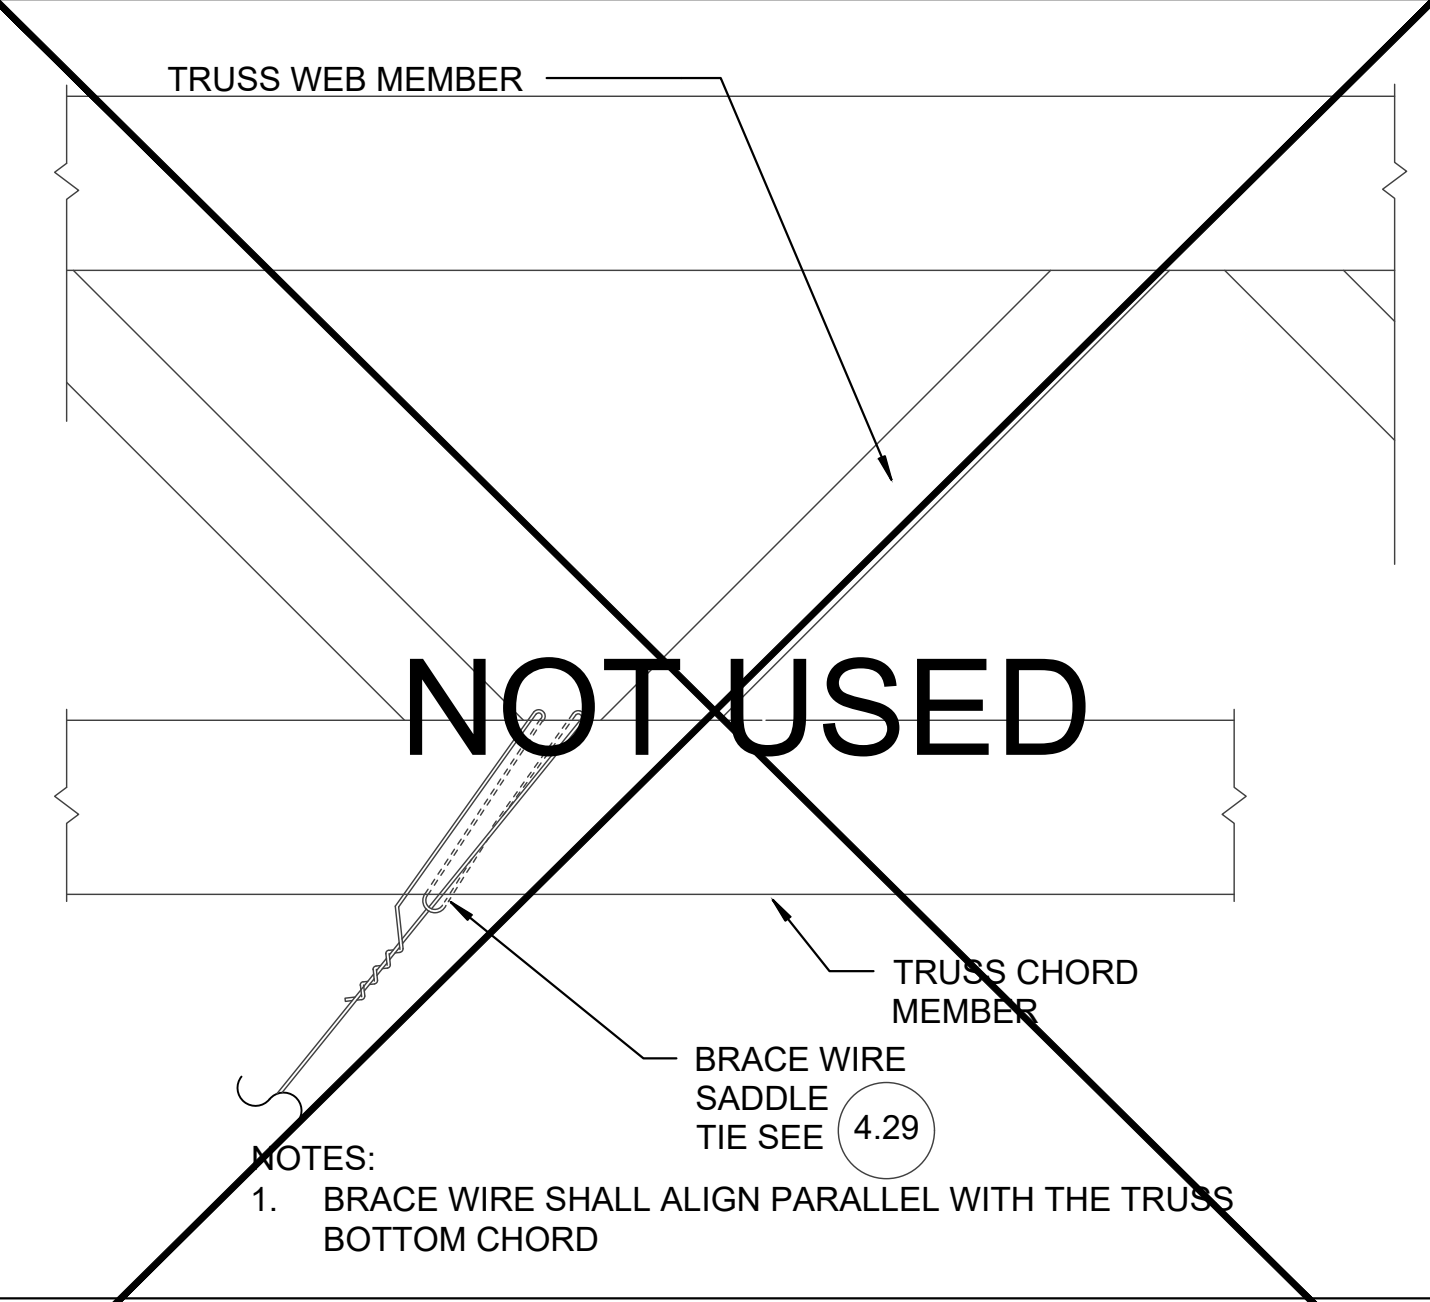 TRUSS WEB MEMBER
NOT USED
TRUSS CHORD
MEMBER
BRACE WIRE
SADDLE
TIE SEE 4.29
NOTES:
1. BRACE WIRE SHALL ALIGN PARALLEL WITH THE TRUSS
BOTTOM CHORD